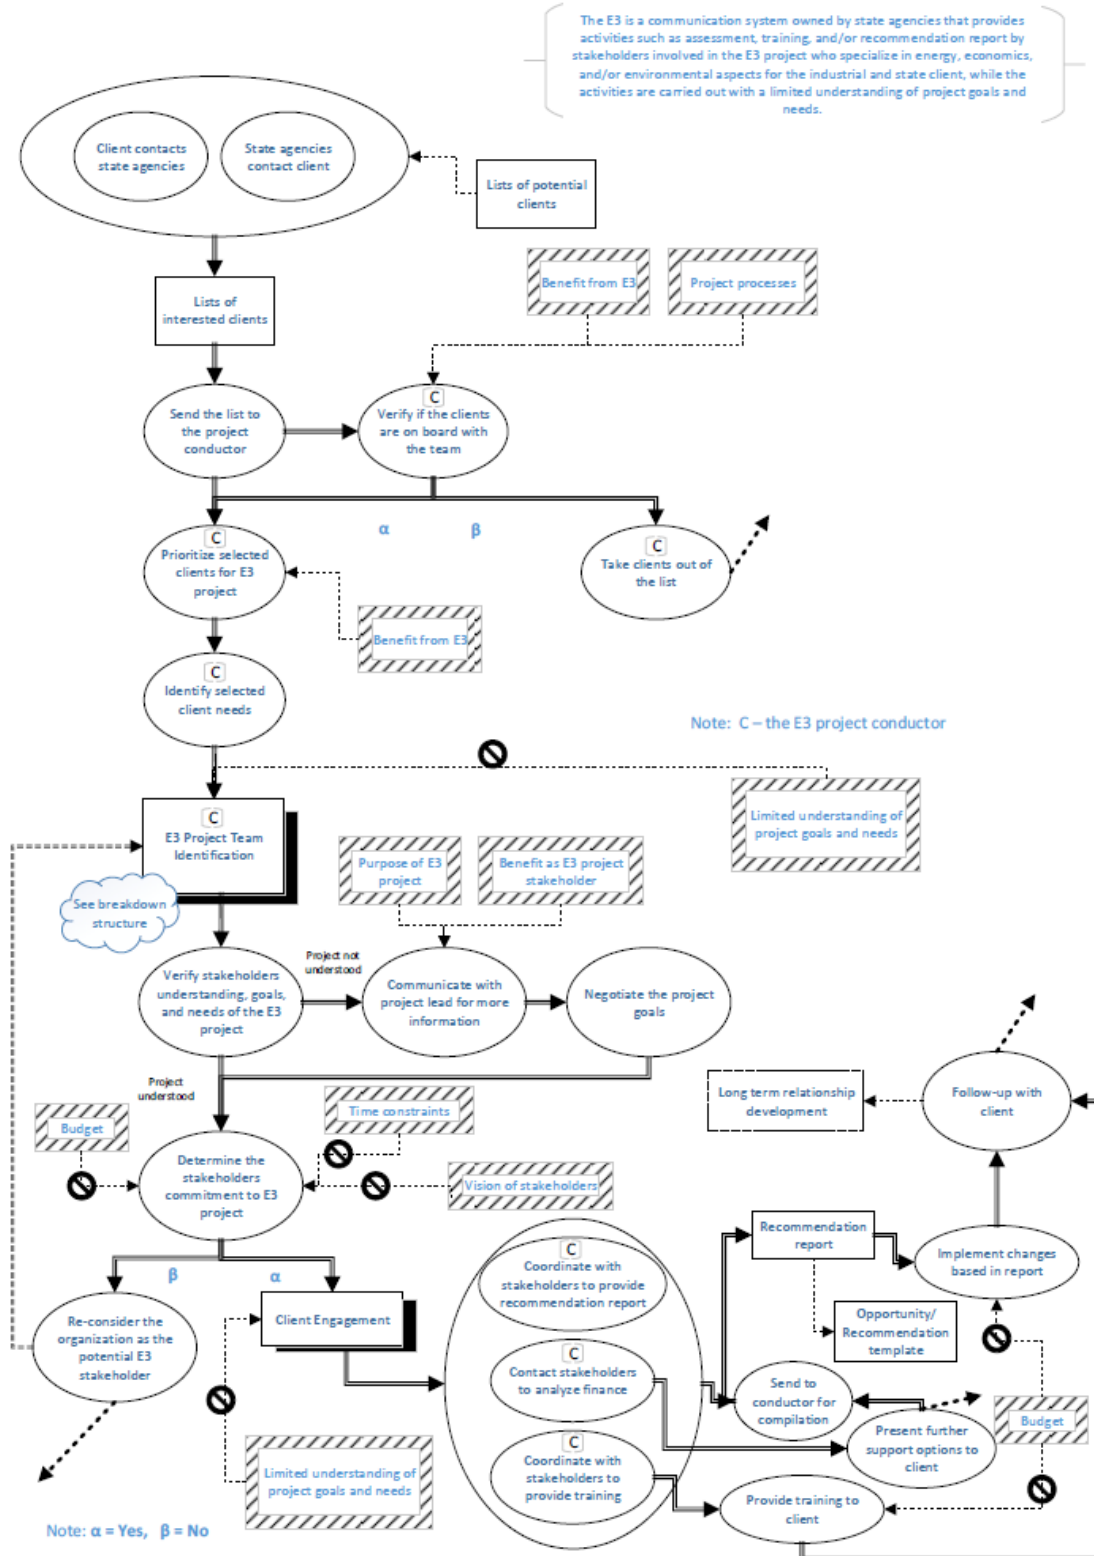 The E3 is a communication system owned by state agencies that provides
activities such as assessment, training, and/or recommendation report by
stakeholders involved in the E3 project who specialize in energy, economics,
and/or environmental aspects for the industrial and state client, while the
activities are carried out with a limited understanding of project goals and
needs.
Client contacts
state agencies
State agencies
contact client
Lists of potential
clients
Benefit from E3
Project processes
Lists of
interested clients
Send the list to
the project
conductor
C
Verify if the clients
are on board with
the team
α
β
C
Prioritize selected
clients for E3
project
C
Take clients out of
the list
Benefit from E3
C
Identify selected
client needs
Note: C – the E3 project conductor
Limited understanding of
project goals and needs
C
E3 Project Team
Identification
See breakdown
structure
Purpose of E3
project
Benefit as E3 project
stakeholder
Verify stakeholders
understanding, goals,
and needs of the E3
project
Project not
understood
Communicate with
project lead for more
information
Negotiate the project
goals
Project
understood
Budget
Time constraints
Determine the
stakeholders
commitment to E3
project
Vision of stakeholders
Long term relationship
development
Follow-up with
client
β
α
Re-consider the
organization as the
potential E3
stakeholder
Client Engagement
C
Coordinate with
stakeholders to provide
recommendation report
C
Contact stakeholders
to analyze finance
C
Coordinate with
stakeholders to
provide training
Recommendation
report
Implement changes
based in report
Opportunity/
Recommendation
template
Send to
conductor for
compilation
Present further
support options to
client
Budget
Provide training to
client
Limited understanding of
project goals and needs
Note: α = Yes, β = No